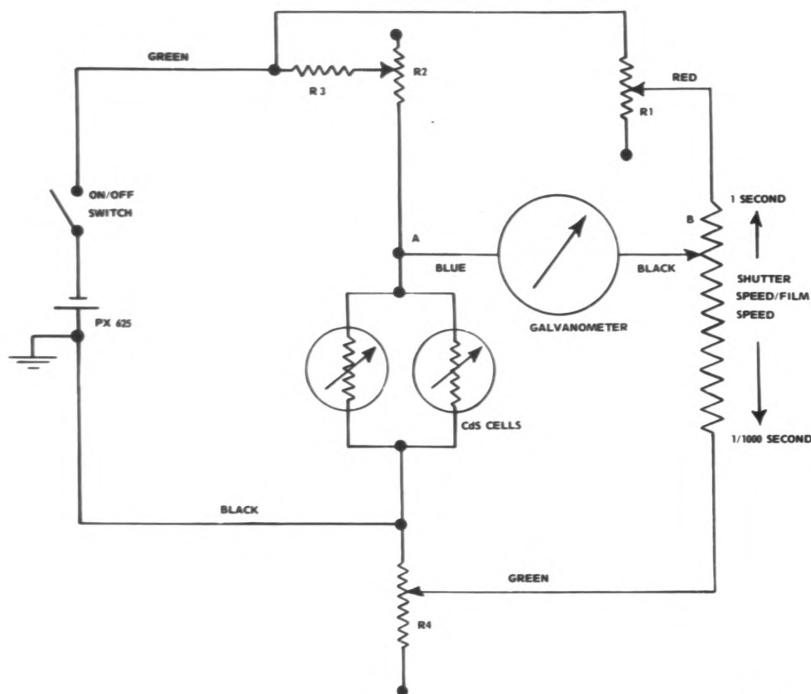 GREEN
R3
R2
R1
RED
ON/OFF
SWITCH
PX 625
A
BLUE
GALVANOMETER
BLACK
B
1 SECOND
SHUTTER
SPEED/FILM
SPEED
1/1000 SECOND
CdS CELLS
BLACK
GREEN
R4